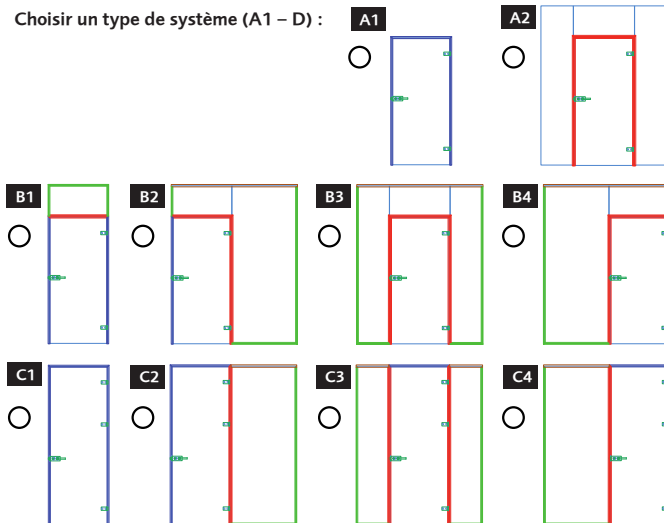 Choisir un type de système (A1 – D) :
A1
A2
B1
B2
B3
B4
C1
C2
C3
C4